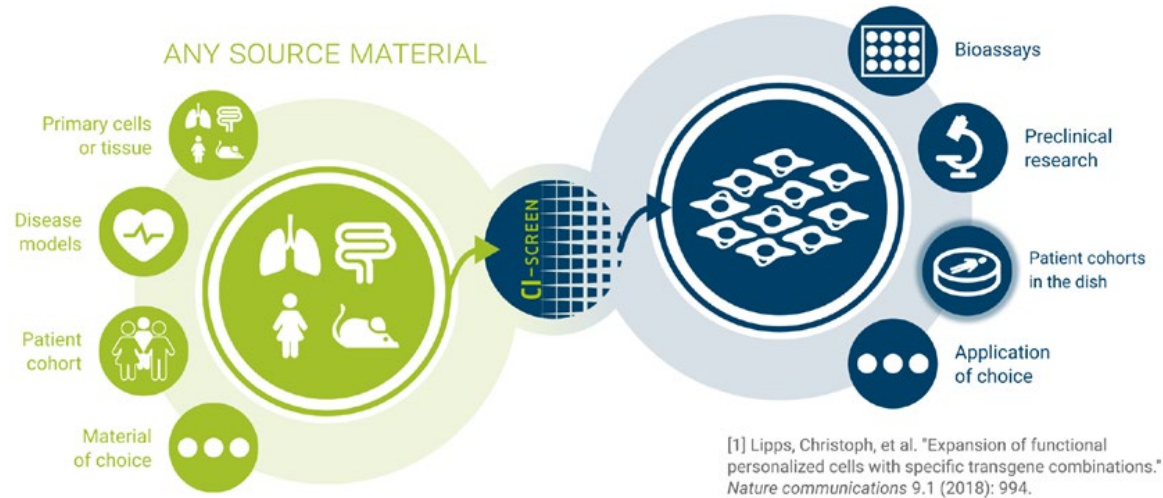 ANY SOURCE MATERIAL
Primary cells
or tissue
Disease
models
Patient
cohort
Material
of choice
CI-SCREEN
Bioassays
Preclinical
research
Patient cohorts
in the dish
Application
of choice
[1] Lipps, Christoph, et al. "Expansion of functional
personalized cells with specific transgene combinations."
Nature communications 9.1 (2018): 994.